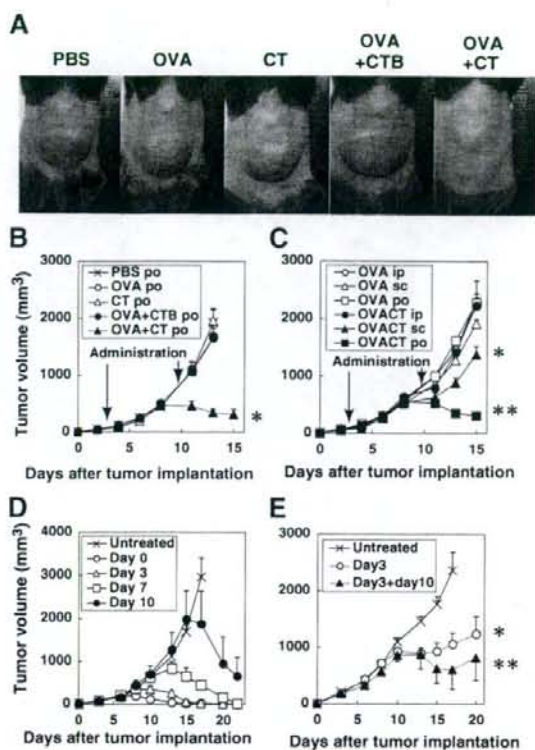 A
PBS
OVA
CT
OVA
+CTB
OVA
+CT
B
Tumor volume (mm³)
3000
2000
1000
0
PBS po
OVA po
CT po
OVA+CTB po
OVA+CT po
Administration
*
0
5
10
15
Days after tumor implantation
C
3000
2000
1000
0
OVA ip
OVA sc
OVA po
OVACT ip
OVACT sc
OVACT po
Administration
*
**
0
5
10
15
Days after tumor implantation
D
Tumor volume (mm³)
4000
3000
2000
1000
0
Untreated
Day 0
Day 3
Day 7
Day 10
0
5
10
15
20
Days after tumor implantation
E
3000
2000
1000
0
Untreated
Day3
Day3+day10
*
**
0
5
10
15
20
Days after tumor implantation